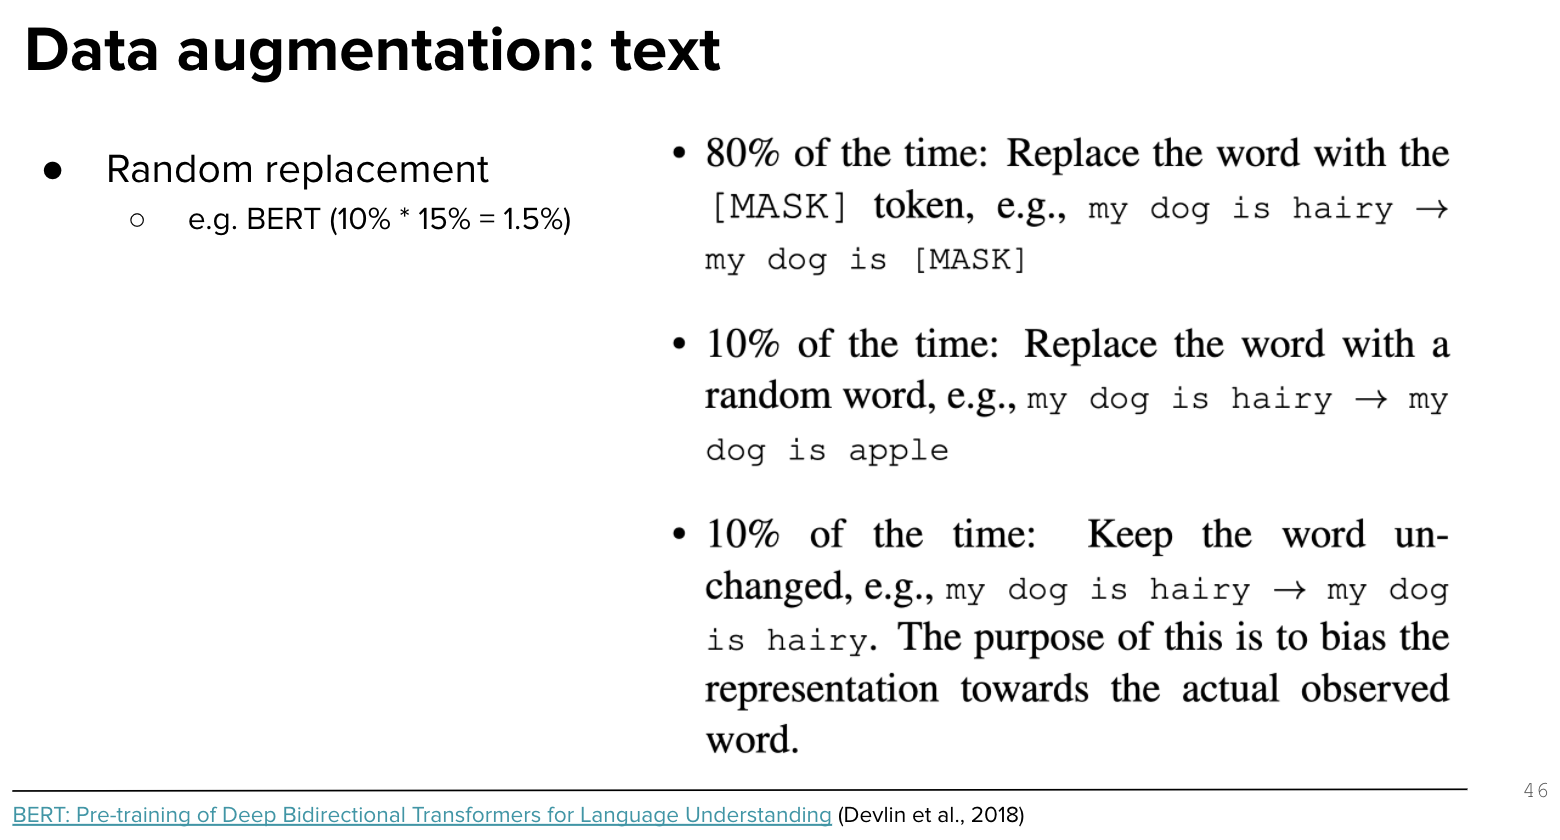 Data augmentation: text
● Random replacement
○ e.g. BERT (10% * 15% = 1.5%)
• 80% of the time: Replace the word with the
[MASK] token, e.g., my dog is hairy →
my dog is [MASK]
• 10% of the time: Replace the word with a
random word, e.g., my dog is hairy → my
dog is apple
• 10% of the time: Keep the word un-
changed, e.g., my dog is hairy → my dog
is hairy. The purpose of this is to bias the
representation towards the actual observed
word.
BERT: Pre-training of Deep Bidirectional Transformers for Language Understanding (Devlin et al., 2018)
46